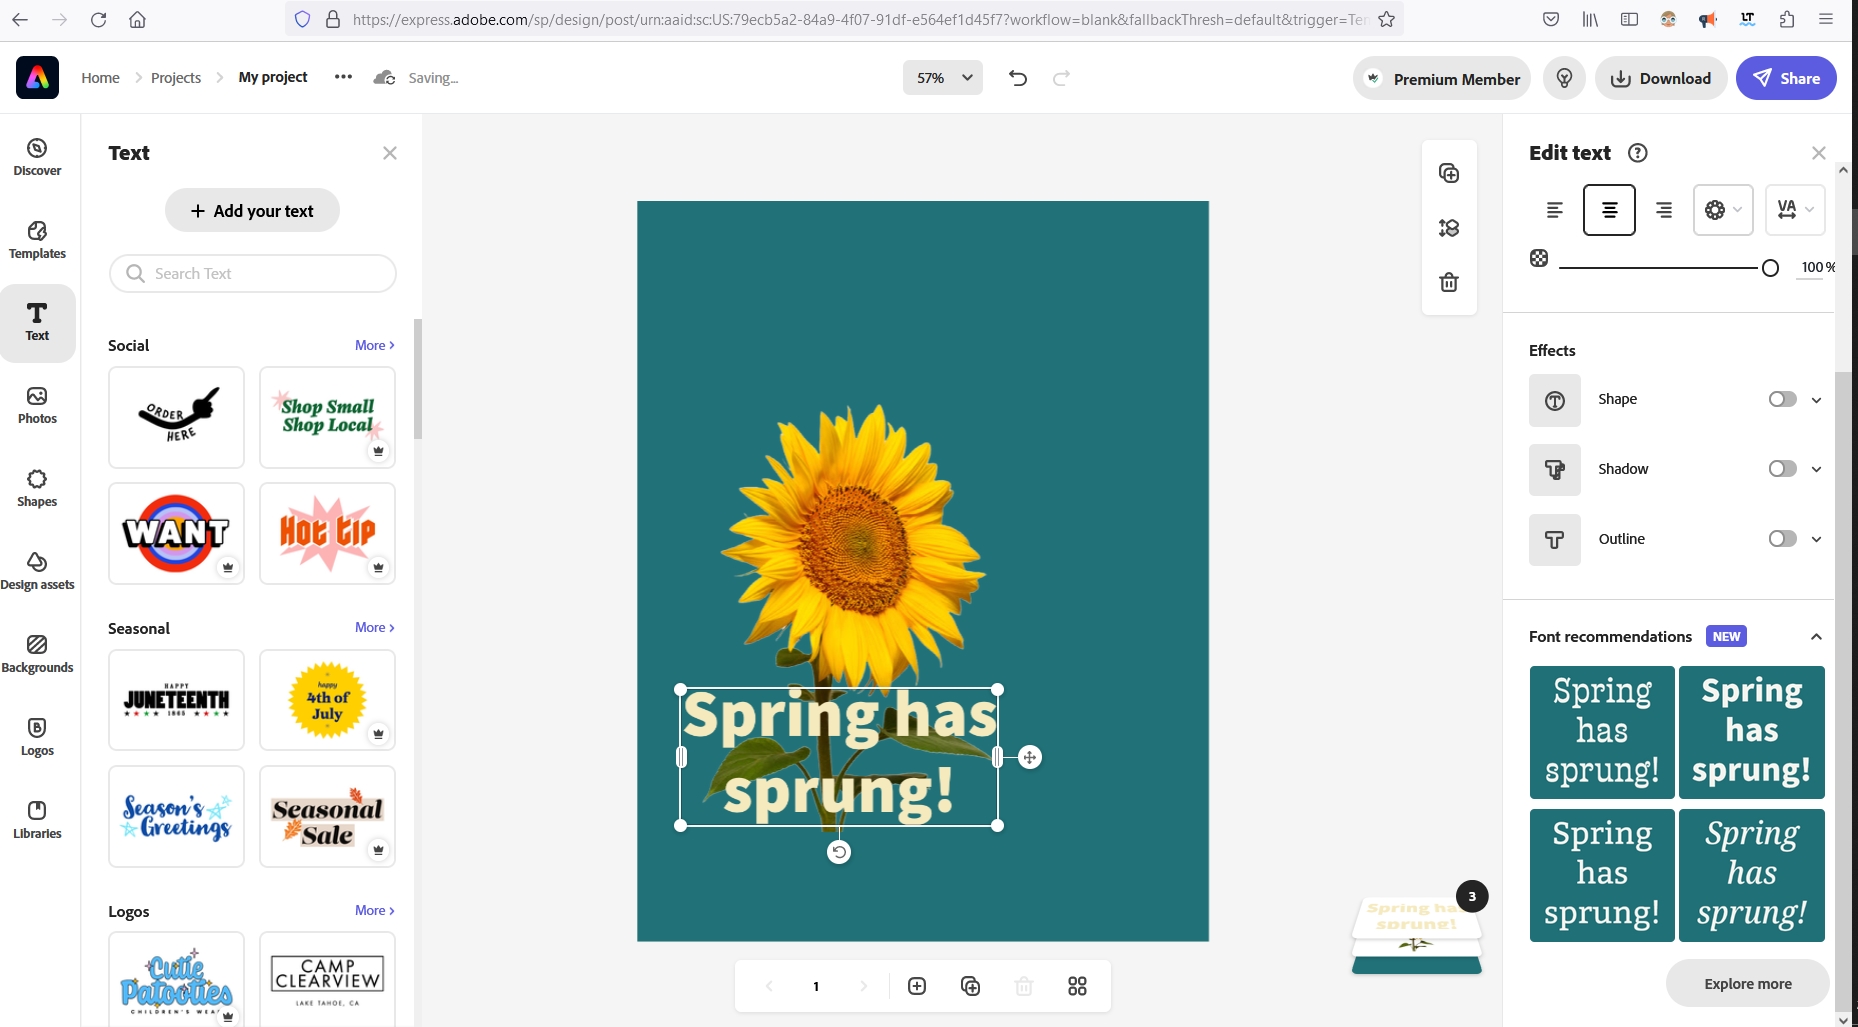 https://express.adobe.com/sp/design/post/urn:aaid:sc:US:79ecb5a2-84a9-4f07-91df-e564ef1d45f7?workflow=blank&fallbackThresh=default&trigger=Ter
LT
Home
Projects
My project
Saving...
57%
Premium Member
Download
Share
Discover
Templates
Text
Photos
Shapes
Design assets
Backgrounds
Logos
Libraries
Text
+ Add your text
Search Text
Social
More >
ORDER
HERE
Shop Small
Shop Local
WANT
Hot tip
Seasonal
More >
HAPPY
JUNETEENTH
1865
happy
4th of
July
Season's
Greetings
Seasonal
Sale
Logos
More >
Cutie
Patooties
CHILDREN'S WEAR
CAMP
CLEARVIEW
LAKE TAHOE, CA
Spring has
sprung!
1
3
Spring has
sprung!
Edit text
VA
100 %
Effects
Shape
Shadow
Outline
Font recommendations NEW
Spring
has
sprung!
Spring
has
sprung!
Spring
has
sprung!
Spring
has
sprung!
Explore more